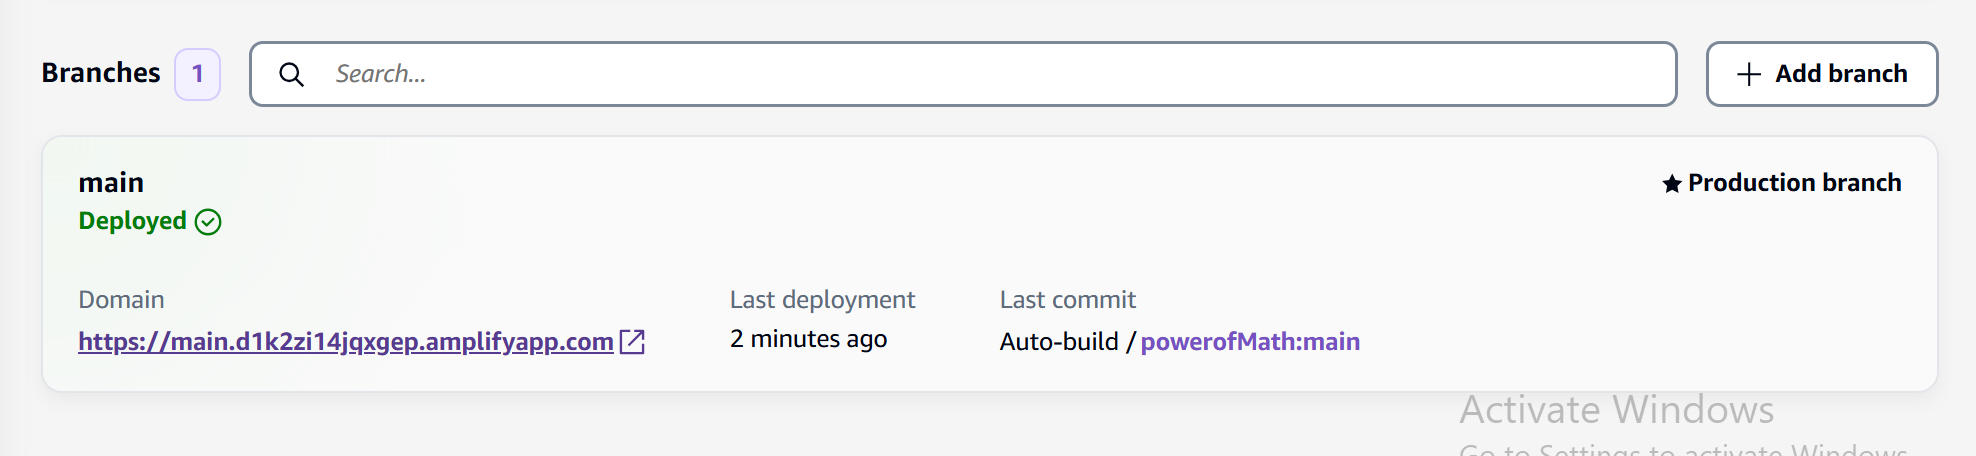 Branches 1 Search... + Add branch
main ★ Production branch
Deployed
Domain Last deployment Last commit
https://main.d1k2zi14jqxgep.amplifyapp.com 2 minutes ago Auto-build / powerofMath:main
Activate Windows
Go to Settings to activate Windows.